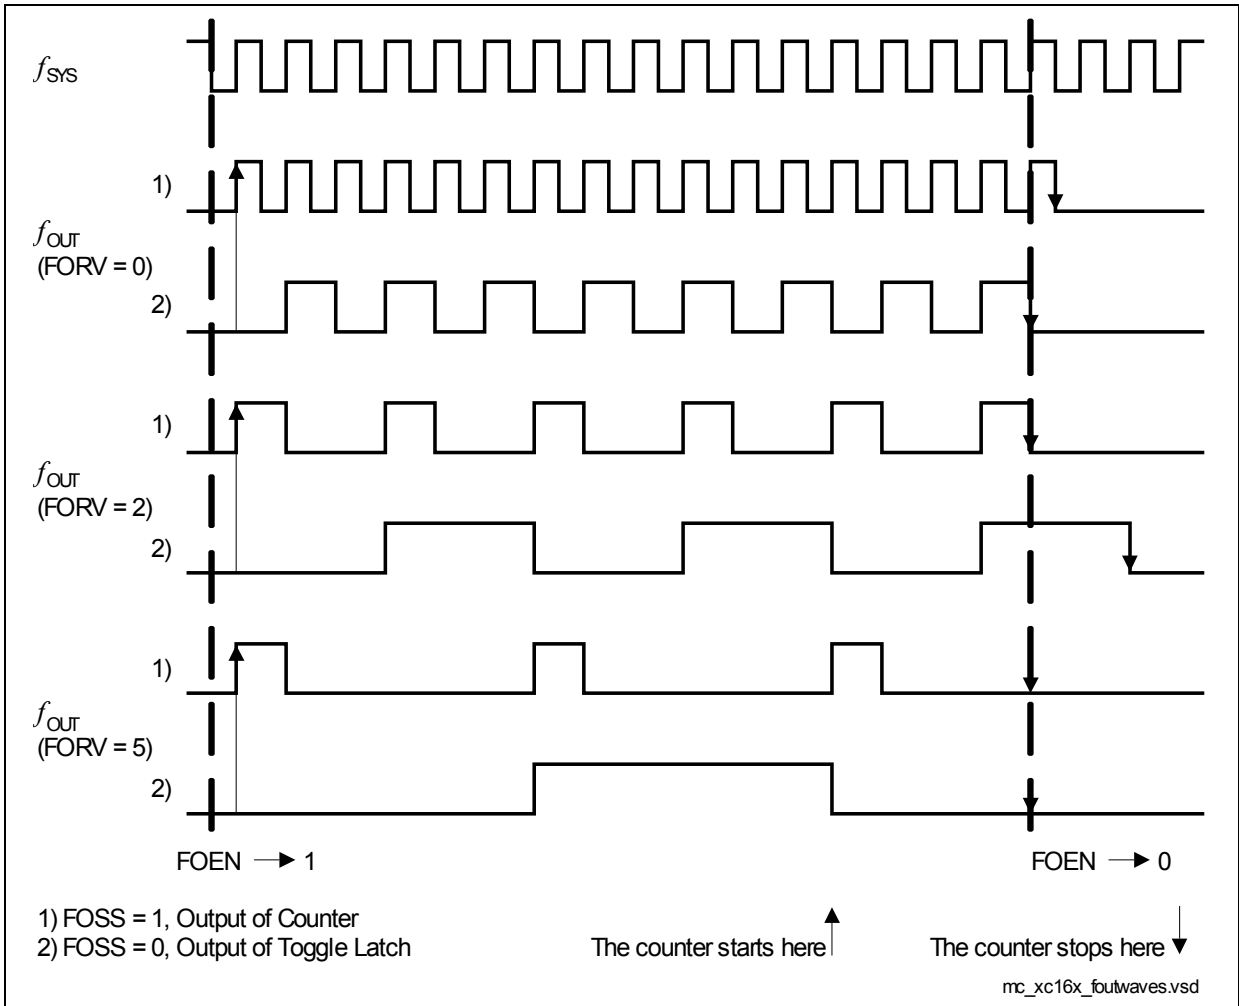 fSYS
1)
fOUT
(FORV = 0)
2)
1)
fOUT
(FORV = 2)
2)
1)
fOUT
(FORV = 5)
2)
FOEN → 1
FOEN → 0
1) FOSS = 1, Output of Counter
2) FOSS = 0, Output of Toggle Latch
The counter starts here
The counter stops here
mc_xc16x_foutwaves.vsd